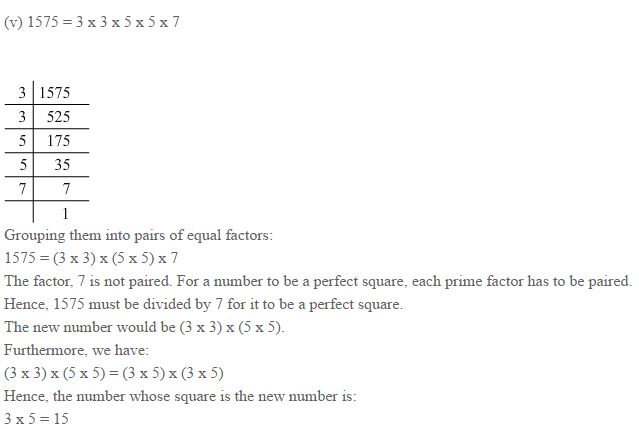 (v) 1575 = 3 x 3 x 5 x 5 x 7
3 1575
3 525
5 175
5 35
7 7
1
Grouping them into pairs of equal factors:
1575 = (3 x 3) x (5 x 5) x 7
The factor, 7 is not paired. For a number to be a perfect square, each prime factor has to be paired.
Hence, 1575 must be divided by 7 for it to be a perfect square.
The new number would be (3 x 3) x (5 x 5).
Furthermore, we have:
(3 x 3) x (5 x 5) = (3 x 5) x (3 x 5)
Hence, the number whose square is the new number is:
3 x 5 = 15